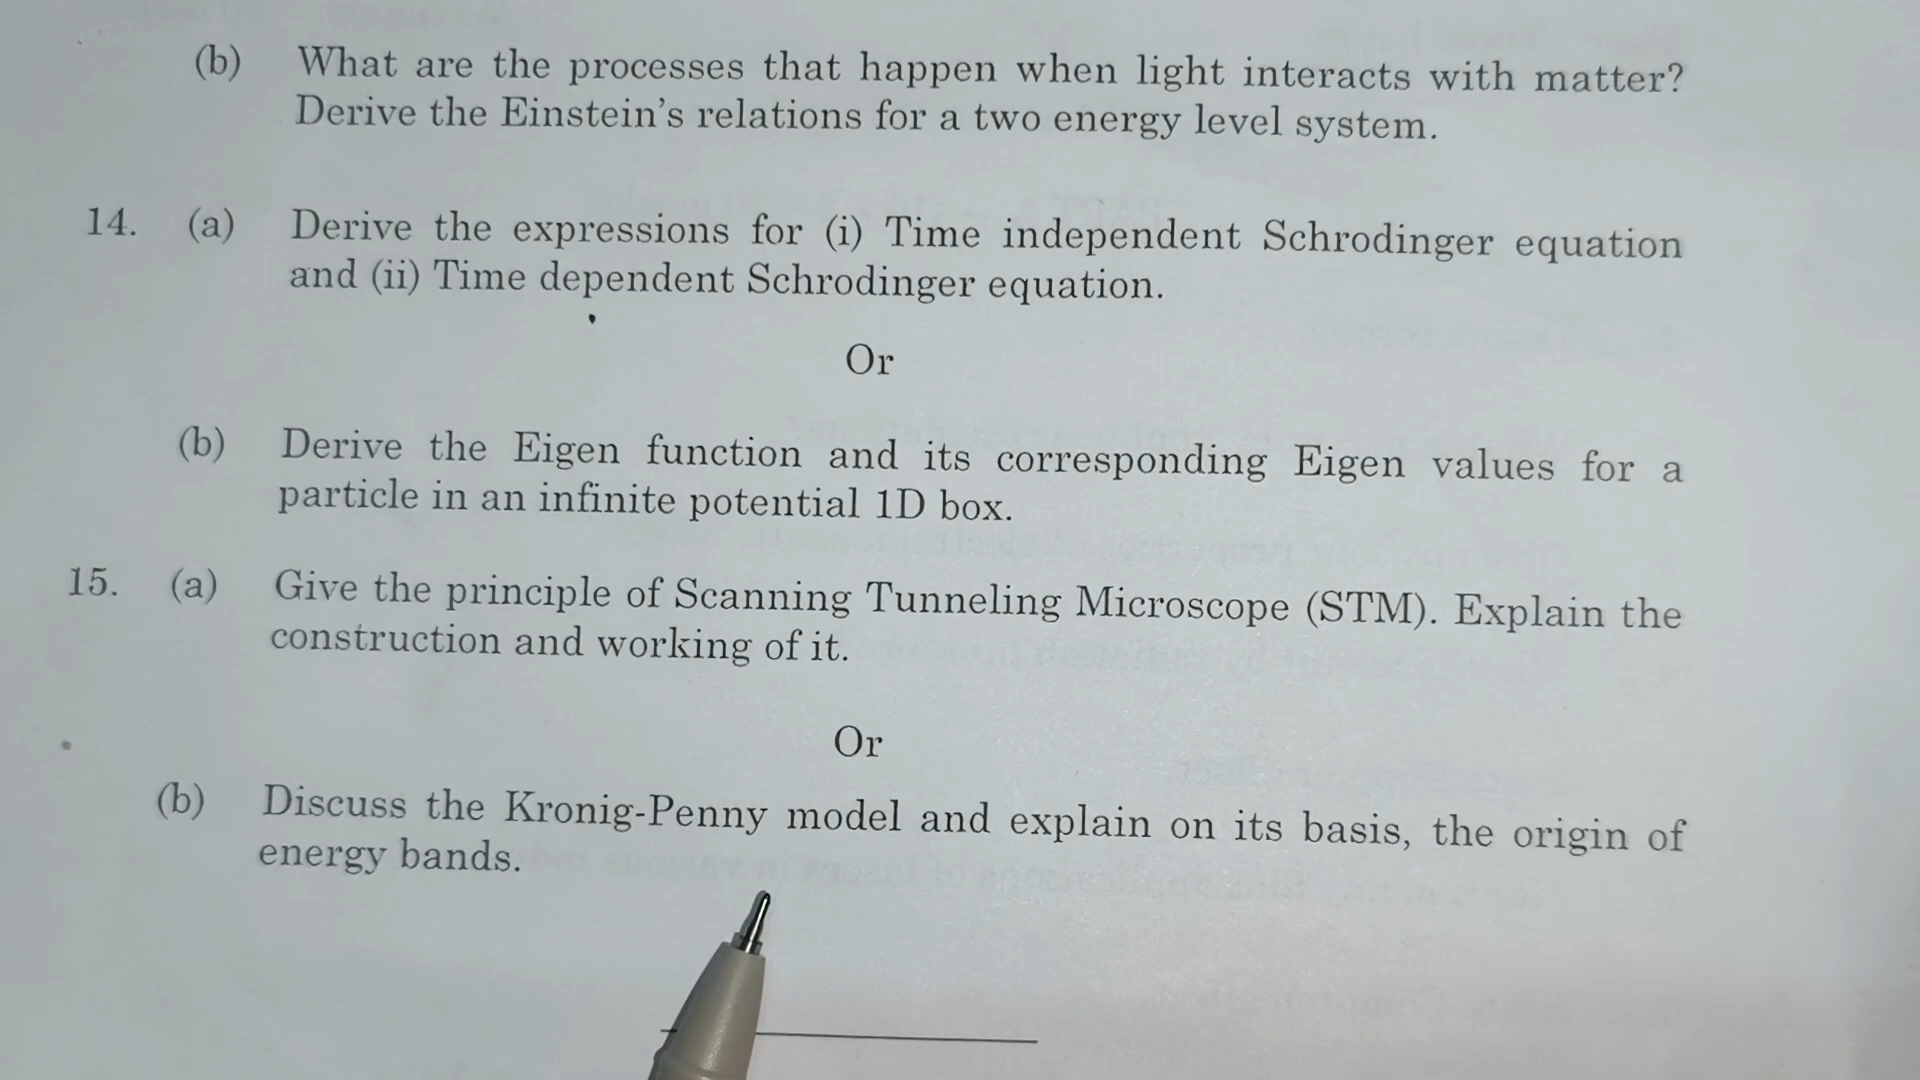 (b) What are the processes that happen when light interacts with matter?
Derive the Einstein's relations for a two energy level system.
14. (a) Derive the expressions for (i) Time independent Schrodinger equation
and (ii) Time dependent Schrodinger equation.
Or
(b) Derive the Eigen function and its corresponding Eigen values for a
particle in an infinite potential 1D box.
15. (a) Give the principle of Scanning Tunneling Microscope (STM). Explain the
construction and working of it.
Or
(b) Discuss the Kronig-Penny model and explain on its basis, the origin of
energy bands.